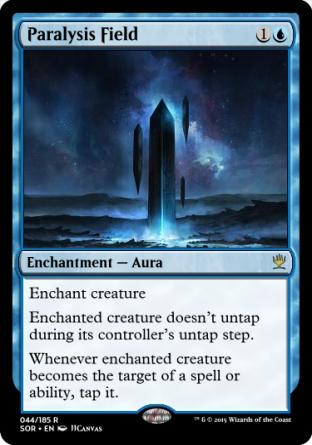 Paralysis Field 1
Enchantment — Aura
Enchant creature
Enchanted creature doesn't untap
during its controller's untap step.
Whenever enchanted creature
becomes the target of a spell or
ability, tap it.
044/185 R
SOR • EN 11CANVAS
™ & © 2015 Wizards of the Coast